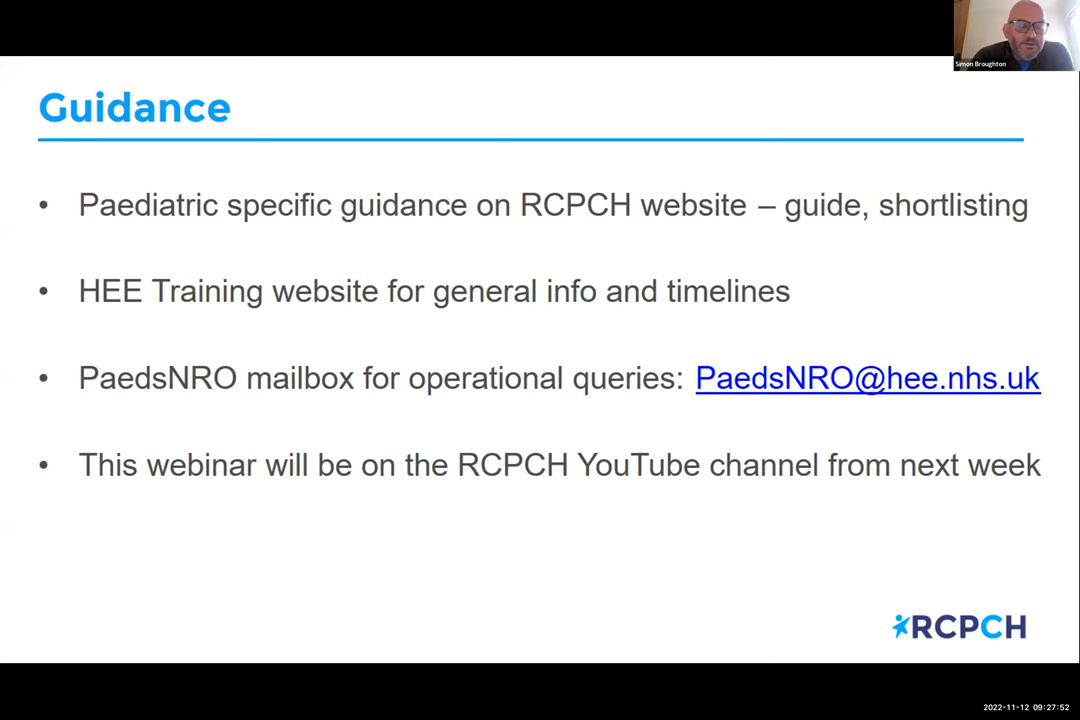 Simon Broughton
Guidance
• Paediatric specific guidance on RCPCH website – guide, shortlisting
• HEE Training website for general info and timelines
• PaedsNRO mailbox for operational queries: PaedsNRO@hee.nhs.uk
• This webinar will be on the RCPCH YouTube channel from next week
RCPCH
2022-11-12 09:27:52